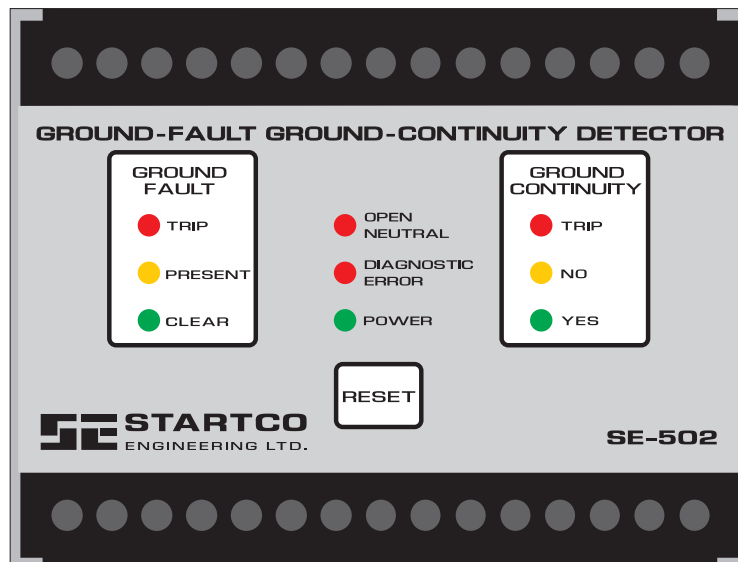 GROUND-FAULT GROUND-CONTINUITY DETECTOR
GROUND
FAULT
TRIP
PRESENT
CLEAR
OPEN
NEUTRAL
DIAGNOSTIC
ERROR
POWER
GROUND
CONTINUITY
TRIP
NO
YES
RESET
SE STARTCO
ENGINEERING LTD.
SE-502